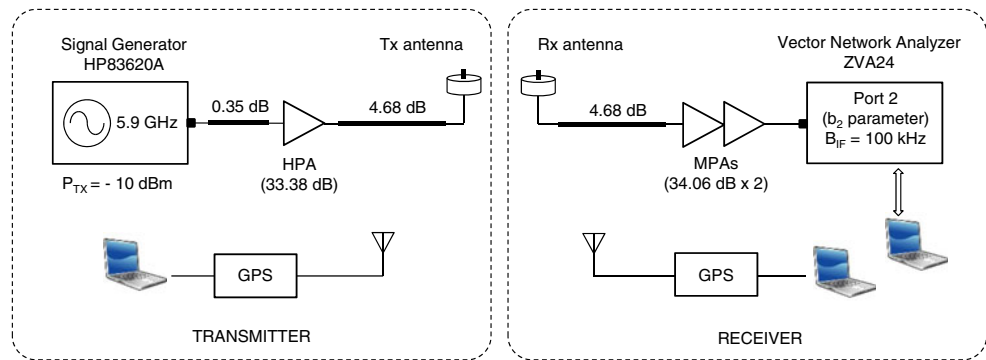 Signal Generator
HP83620A
5.9 GHz
P_TX = - 10 dBm
0.35 dB
HPA
(33.38 dB)
4.68 dB
Tx antenna
GPS
TRANSMITTER
Rx antenna
4.68 dB
MPAs
(34.06 dB x 2)
Vector Network Analyzer
ZVA24
Port 2
(b₂ parameter)
B_IF = 100 kHz
GPS
RECEIVER